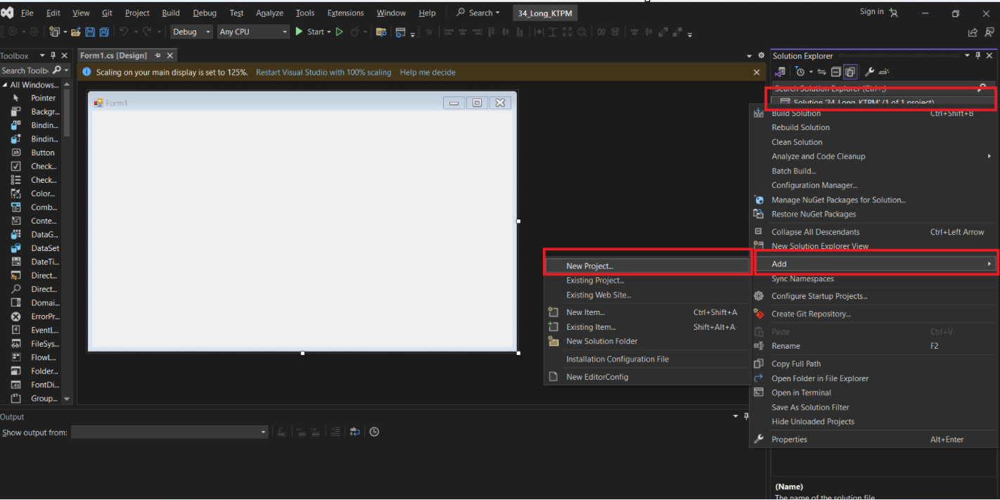 File Edit View Git Project Build Debug Test Analyze Tools Extensions Window Help Search 34_Long_KTPM Sign in
Debug Any CPU Start
Toolbox
Form1.cs [Design]
Solution Explorer
Search Toolb
Scaling on your main display is set to 125%. Restart Visual Studio with 100% scaling Help me decide
Search Solution Explorer (Ctrl+;)
Solution '34_Long_KTPM' (1 of 1 project)
All Windows...
Pointer
Backgr...
Bindin...
Bindin...
Button
Check...
Check...
Color...
Comb...
Conte...
DataG...
DataSet
DateTi...
Direct...
Direct...
Domai...
ErrorPr...
EventL...
FileSys...
FlowL...
Folder...
FontDi...
Group...
Form1
Build Solution Ctrl+Shift+B
Rebuild Solution
Clean Solution
Analyze and Code Cleanup
Batch Build...
Configuration Manager...
Manage NuGet Packages for Solution...
Restore NuGet Packages
Collapse All Descendants Ctrl+Left Arrow
New Solution Explorer View
Add
Sync Namespaces
Configure Startup Projects...
Create Git Repository...
Paste Ctrl+V
Rename F2
Copy Full Path
Open Folder in File Explorer
Open in Terminal
Save As Solution Filter
Hide Unloaded Projects
Properties Alt+Enter
New Project...
Existing Project...
Existing Web Site...
New Item... Ctrl+Shift+A
Existing Item... Shift+Alt+A
New Solution Folder
Installation Configuration File
New EditorConfig
Output
Show output from:
(Name)
The name of the solution file.